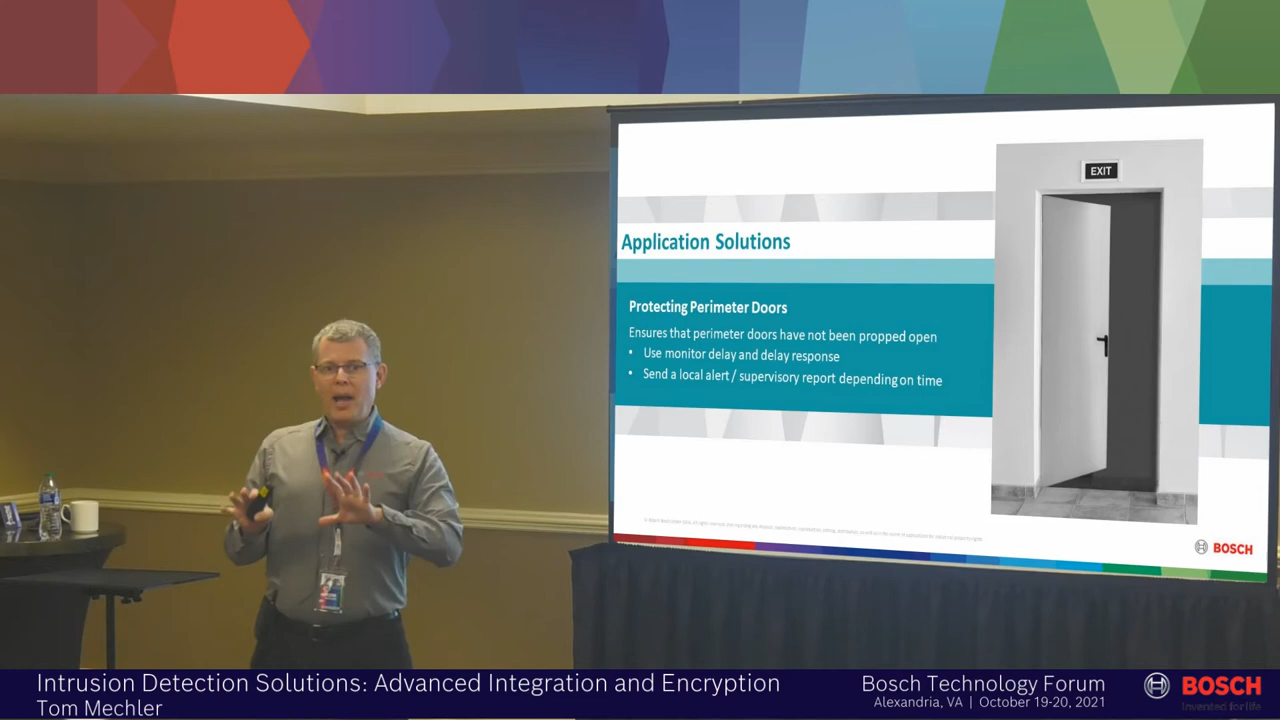 EXIT
Application Solutions
Protecting Perimeter Doors
Ensures that perimeter doors have not been propped open
• Use monitor delay and delay response
• Send a local alert / supervisory report depending on time
BOSCH
Intrusion Detection Solutions: Advanced Integration and Encryption
Tom Mechler
Bosch Technology Forum
Alexandria, VA | October 19-20, 2021
BOSCH
Invented for life